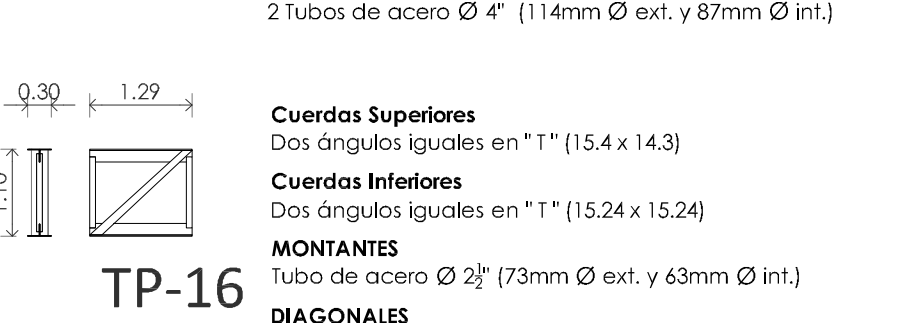 2 Tubos de acero Ø 4" (114mm Ø ext. y 87mm Ø int.)
0.30
1.29
Cuerdas Superiores
Dos ángulos iguales en "T" (15.4 x 14.3)
Cuerdas Inferiores
Dos ángulos iguales en "T" (15.24 x 15.24)
MONTANTES
TP-16
Tubo de acero Ø 2½" (73mm Ø ext. y 63mm Ø int.)
DIAGONALES